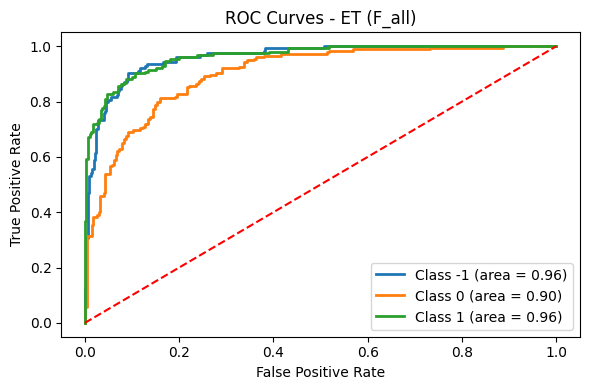 ROC Curves - ET (F_all)
True Positive Rate
1.0
0.8
0.6
0.4
0.2
0.0
Class -1 (area = 0.96)
Class 0 (area = 0.90)
Class 1 (area = 0.96)
0.0 0.2 0.4 0.6 0.8 1.0
False Positive Rate